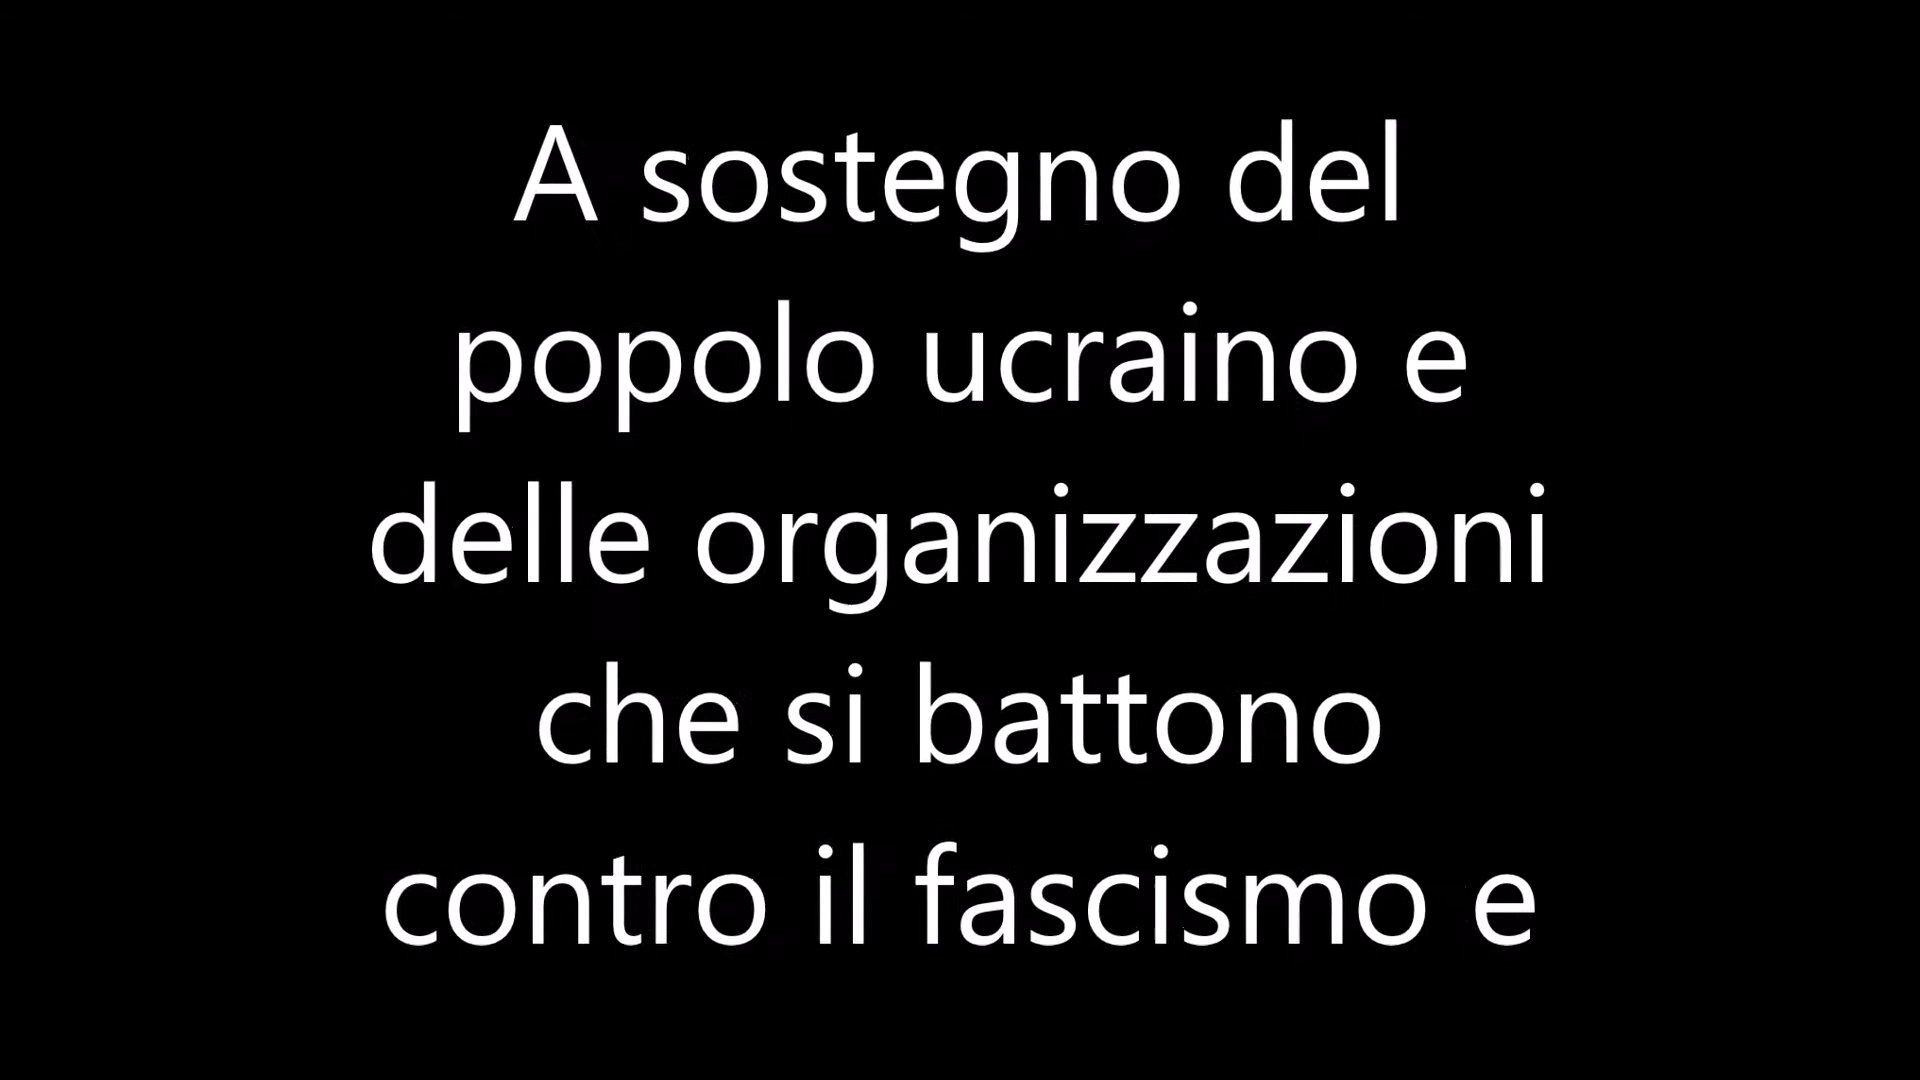 A sostegno del
popolo ucraino e
delle organizzazioni
che si battono
contro il fascismo e